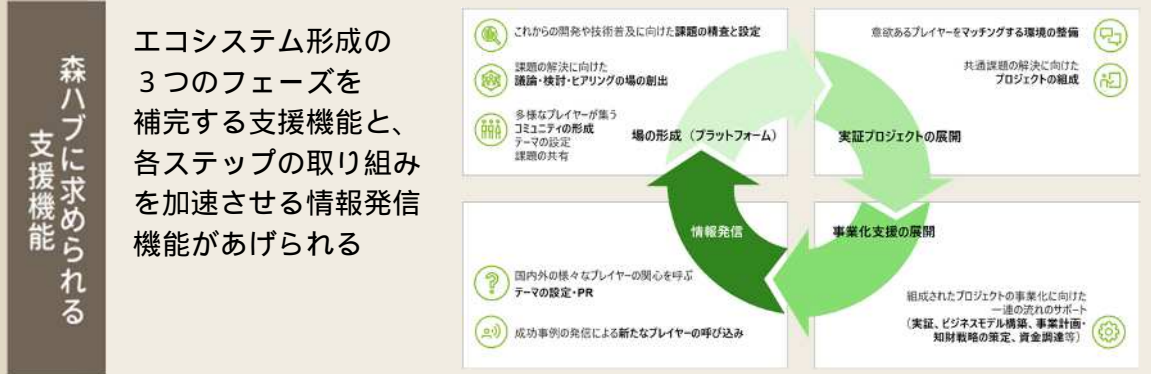 森ハブに求められる
支援機能
エコシステム形成の
３つのフェーズを
補完する支援機能と、
各ステップの取り組み
を加速させる情報発信
機能があげられる
これからの開発や技術普及に向けた課題の精査と設定
課題の解決に向けた
議論・検討・ヒアリングの場の創出
多様なプレイヤーが集う
コミュニティの形成
テーマの設定
課題の共有
場の形成（プラットフォーム）
意欲あるプレイヤーをマッチングする環境の整備
共通課題の解決に向けた
プロジェクトの組成
実証プロジェクトの展開
情報発信
国内外の様々なプレイヤーの関心を呼ぶ
テーマの設定・PR
成功事例の発信による新たなプレイヤーの呼び込み
事業化支援の展開
組成されたプロジェクトの事業化に向けた
一連の流れのサポート
（実証、ビジネスモデル構築、事業計画・
知財戦略の策定、資金調達等）